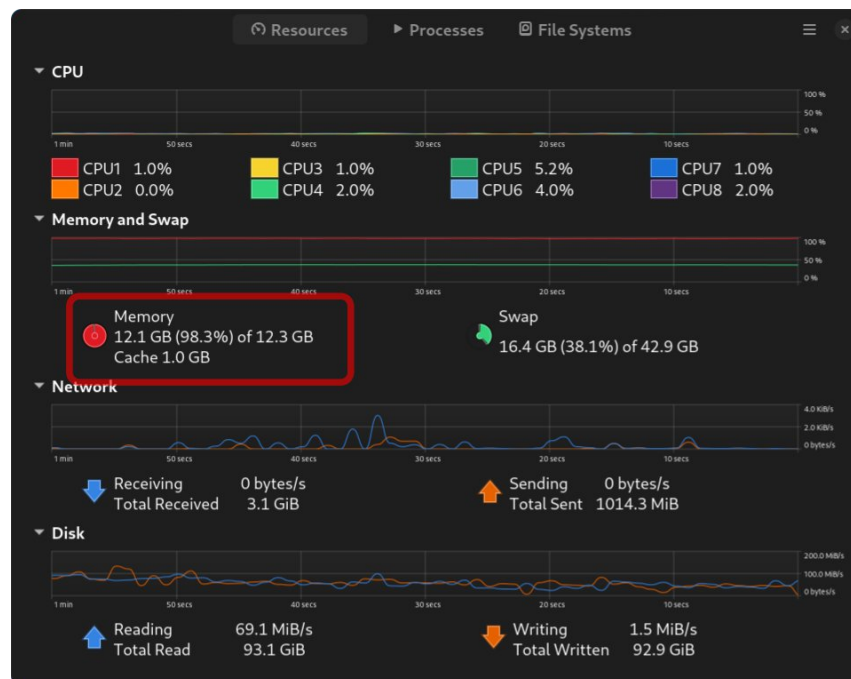 Resources Processes File Systems
CPU
100 %
50 %
0 %
1 min 50 secs 40 secs 30 secs 20 secs 10 secs
CPU1 1.0% CPU3 1.0% CPU5 5.2% CPU7 1.0%
CPU2 0.0% CPU4 2.0% CPU6 4.0% CPU8 2.0%
Memory and Swap
100 %
50 %
0 %
1 min 50 secs 40 secs 30 secs 20 secs 10 secs
Memory
12.1 GB (98.3%) of 12.3 GB
Cache 1.0 GB
Swap
16.4 GB (38.1%) of 42.9 GB
Network
4.0 KiB/s
2.0 KiB/s
0 bytes/s
1 min 50 secs 40 secs 30 secs 20 secs 10 secs
Receiving 0 bytes/s Sending 0 bytes/s
Total Received 3.1 GiB Total Sent 1014.3 MiB
Disk
200.0 MiB/s
100.0 MiB/s
0 bytes/s
1 min 50 secs 40 secs 30 secs 20 secs 10 secs
Reading 69.1 MiB/s Writing 1.5 MiB/s
Total Read 93.1 GiB Total Written 92.9 GiB